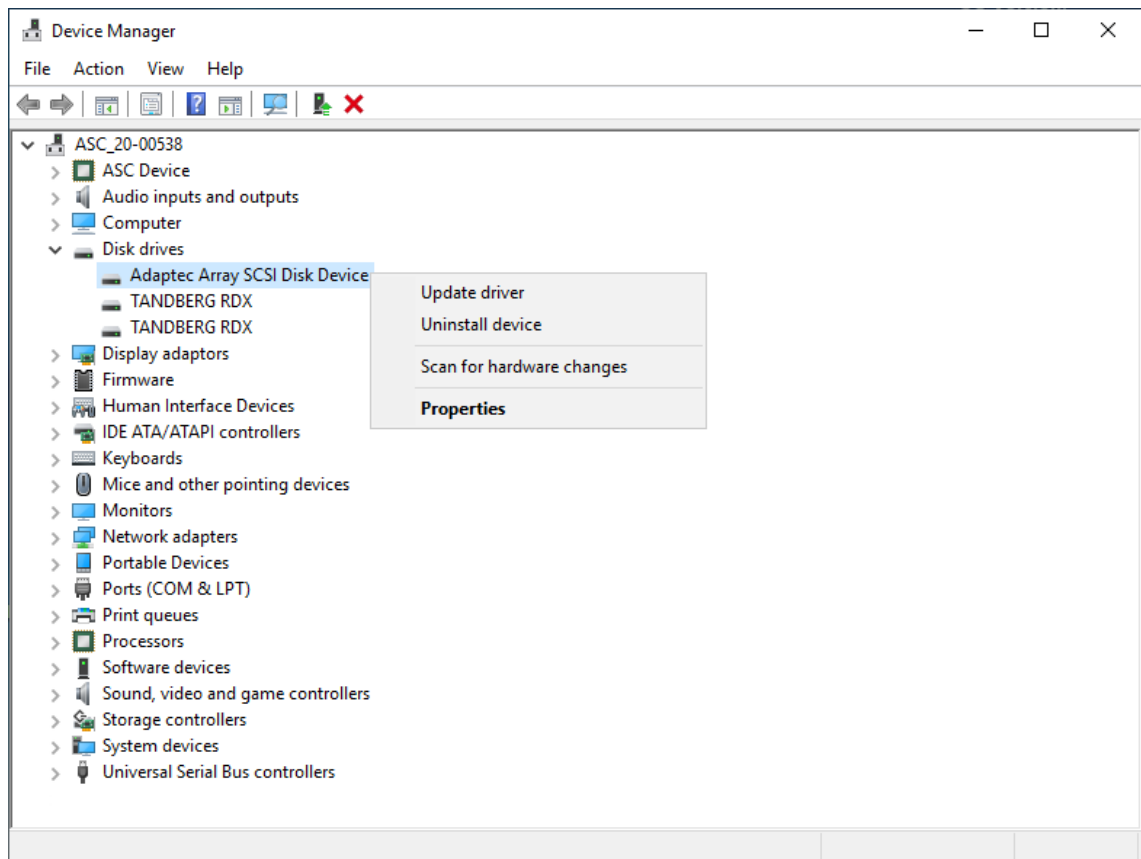 Device Manager
File Action View Help
ASC_20-00538
ASC Device
Audio inputs and outputs
Computer
Disk drives
Adaptec Array SCSI Disk Device
TANDBERG RDX
TANDBERG RDX
Display adaptors
Firmware
Human Interface Devices
IDE ATA/ATAPI controllers
Keyboards
Mice and other pointing devices
Monitors
Network adapters
Portable Devices
Ports (COM & LPT)
Print queues
Processors
Software devices
Sound, video and game controllers
Storage controllers
System devices
Universal Serial Bus controllers
Update driver
Uninstall device
Scan for hardware changes
Properties